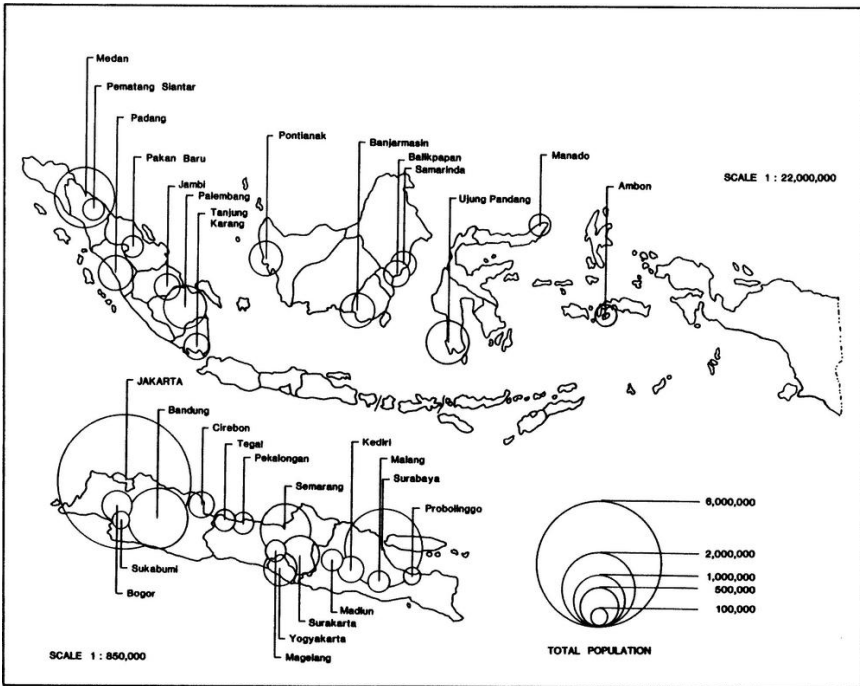 Medan
Pematang Siantar
Padang
Pakan Baru
Jambi
Palembang
Tanjung
Karang
Pontianak
Banjarmasin
Balikpapan
Samarinda
Ujung Pandang
Manado
Ambon
SCALE 1 : 22,000,000
JAKARTA
Bandung
Cirebon
Tegal
Pekalongan
Semarang
Kediri
Malang
Surabaya
Probolinggo
Sukabumi
Bogor
Madiun
Surakarta
Yogyakarta
Magelang
SCALE 1 : 850,000
6,000,000
2,000,000
1,000,000
500,000
100,000
TOTAL POPULATION